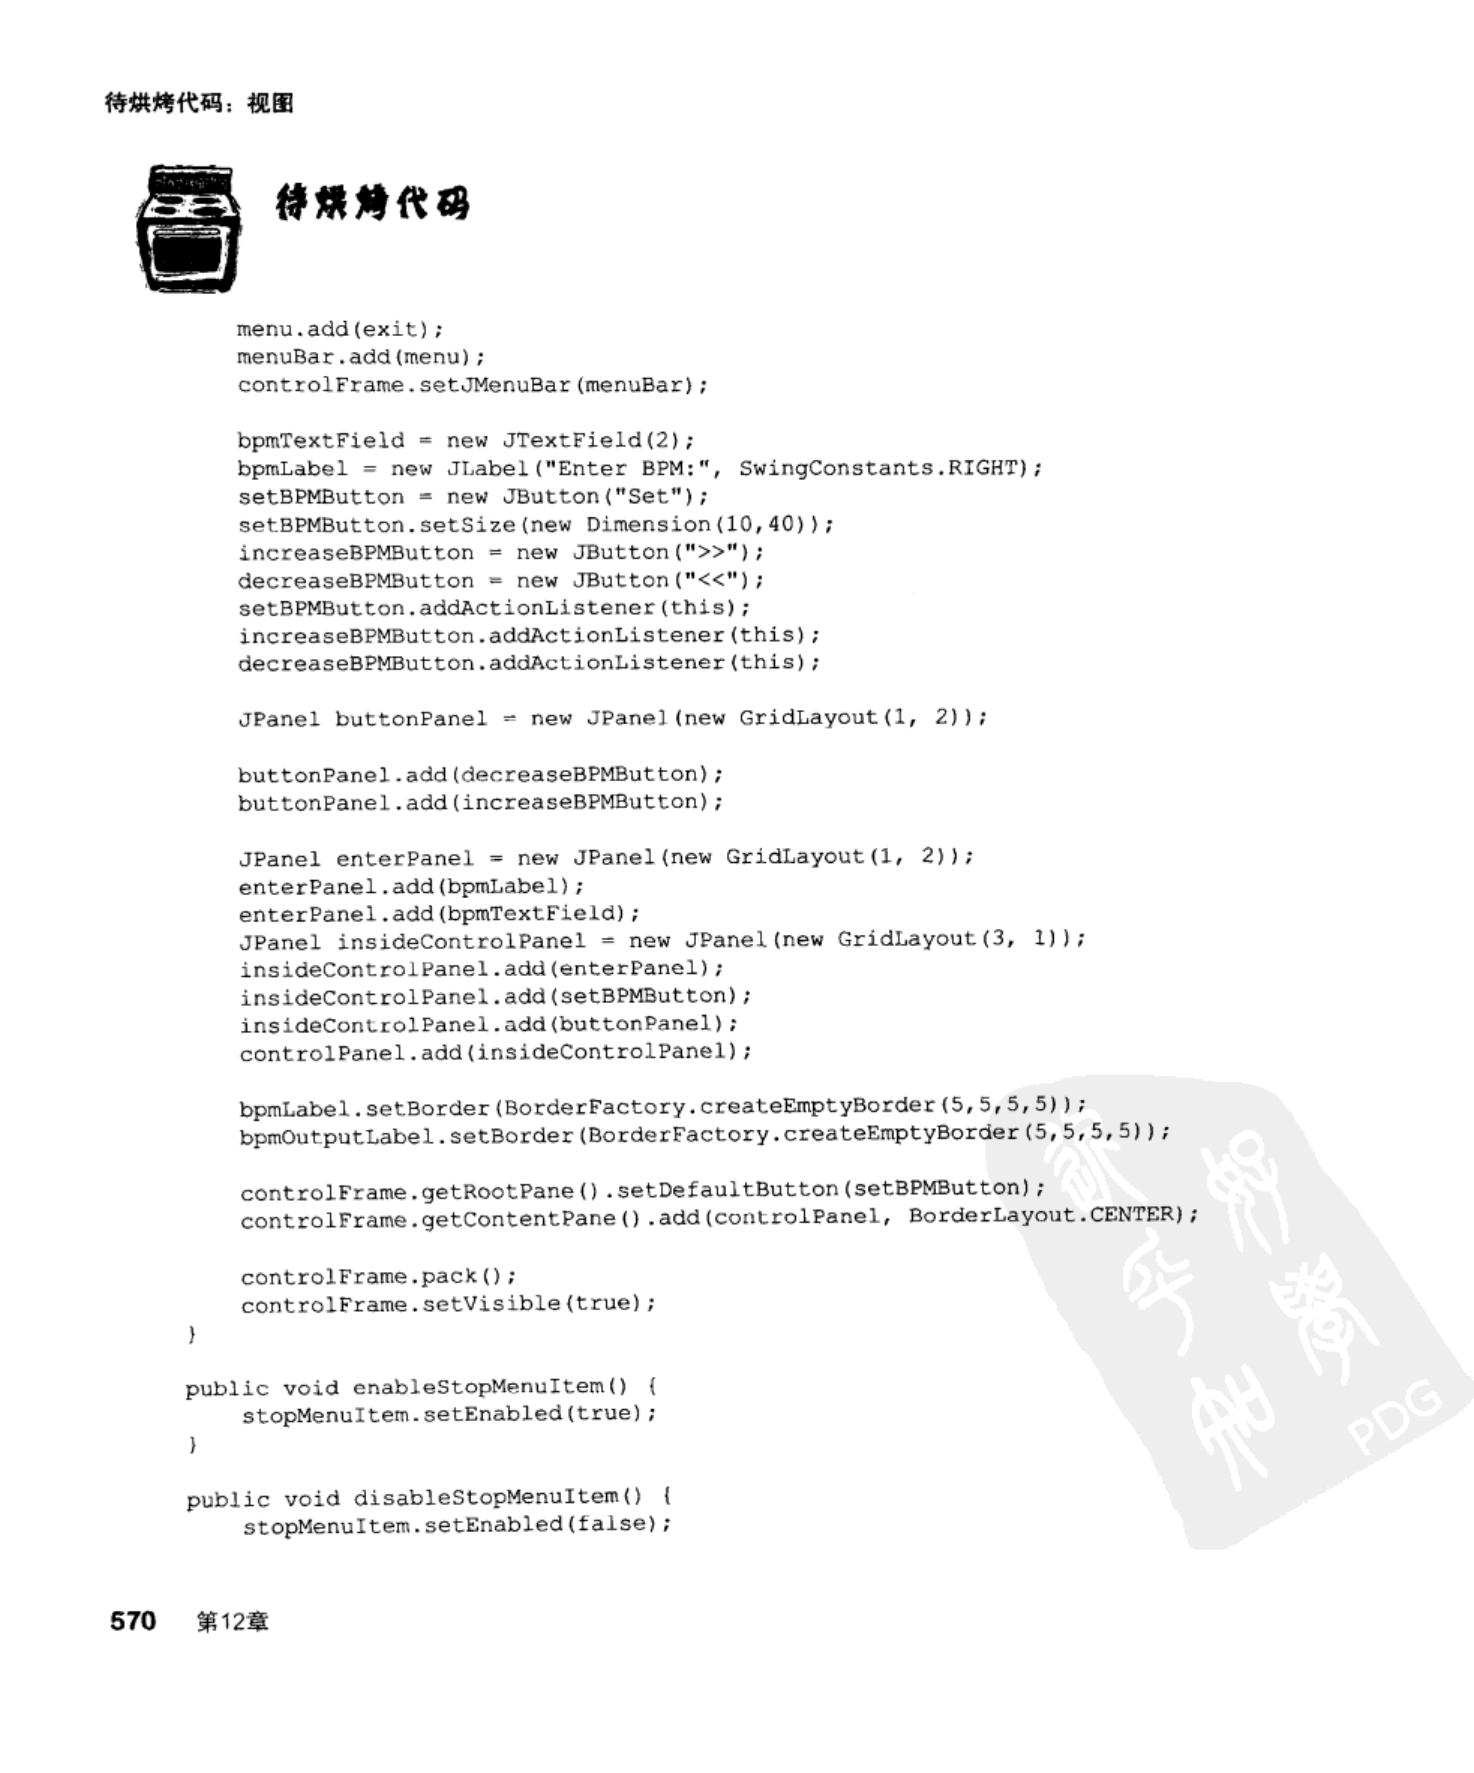 待烘烤代码：视图
待烘烤代码
menu.add(exit);
menuBar.add(menu);
controlFrame.setJMenuBar(menuBar);
bpmTextField = new JTextField(2);
bpmLabel = new JLabel("Enter BPM:", SwingConstants.RIGHT);
setBPMButton = new JButton("Set");
setBPMButton.setSize(new Dimension(10,40));
increaseBPMButton = new JButton(">>");
decreaseBPMButton = new JButton("<<");
setBPMButton.addActionListener(this);
increaseBPMButton.addActionListener(this);
decreaseBPMButton.addActionListener(this);
JPanel buttonPanel = new JPanel(new GridLayout(1, 2));
buttonPanel.add(decreaseBPMButton);
buttonPanel.add(increaseBPMButton);
JPanel enterPanel = new JPanel(new GridLayout(1, 2));
enterPanel.add(bpmLabel);
enterPanel.add(bpmTextField);
JPanel insideControlPanel = new JPanel(new GridLayout(3, 1));
insideControlPanel.add(enterPanel);
insideControlPanel.add(setBPMButton);
insideControlPanel.add(buttonPanel);
controlPanel.add(insideControlPanel);
bpmLabel.setBorder(BorderFactory.createEmptyBorder(5,5,5,5));
bpmOutputLabel.setBorder(BorderFactory.createEmptyBorder(5,5,5,5));
controlFrame.getRootPane().setDefaultButton(setBPMButton);
controlFrame.getContentPane().add(controlPanel, BorderLayout.CENTER);
controlFrame.pack();
controlFrame.setVisible(true);
}
public void enableStopMenuItem() {
stopMenuItem.setEnabled(true);
}
public void disableStopMenuItem() {
stopMenuItem.setEnabled(false);
PDG
570 第12章